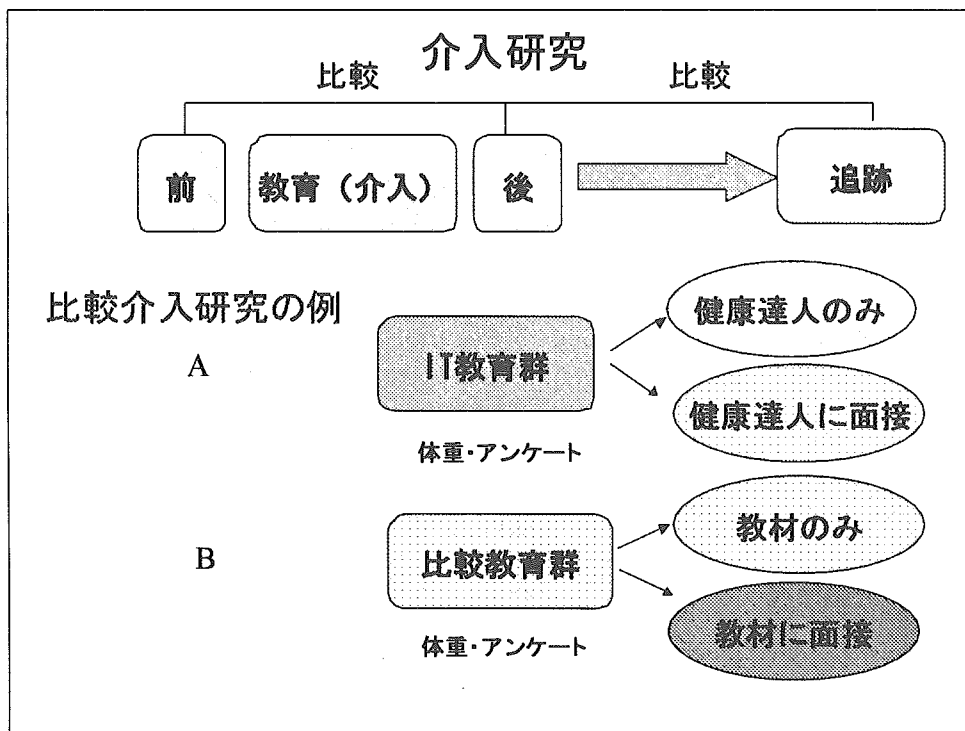 介入研究
比較
比較
前
教育（介入）
後
追跡
比較介入研究の例
A
IT教育群
健康達人のみ
健康達人に面接
体重・アンケート
B
比較教育群
教材のみ
教材に面接
体重・アンケート